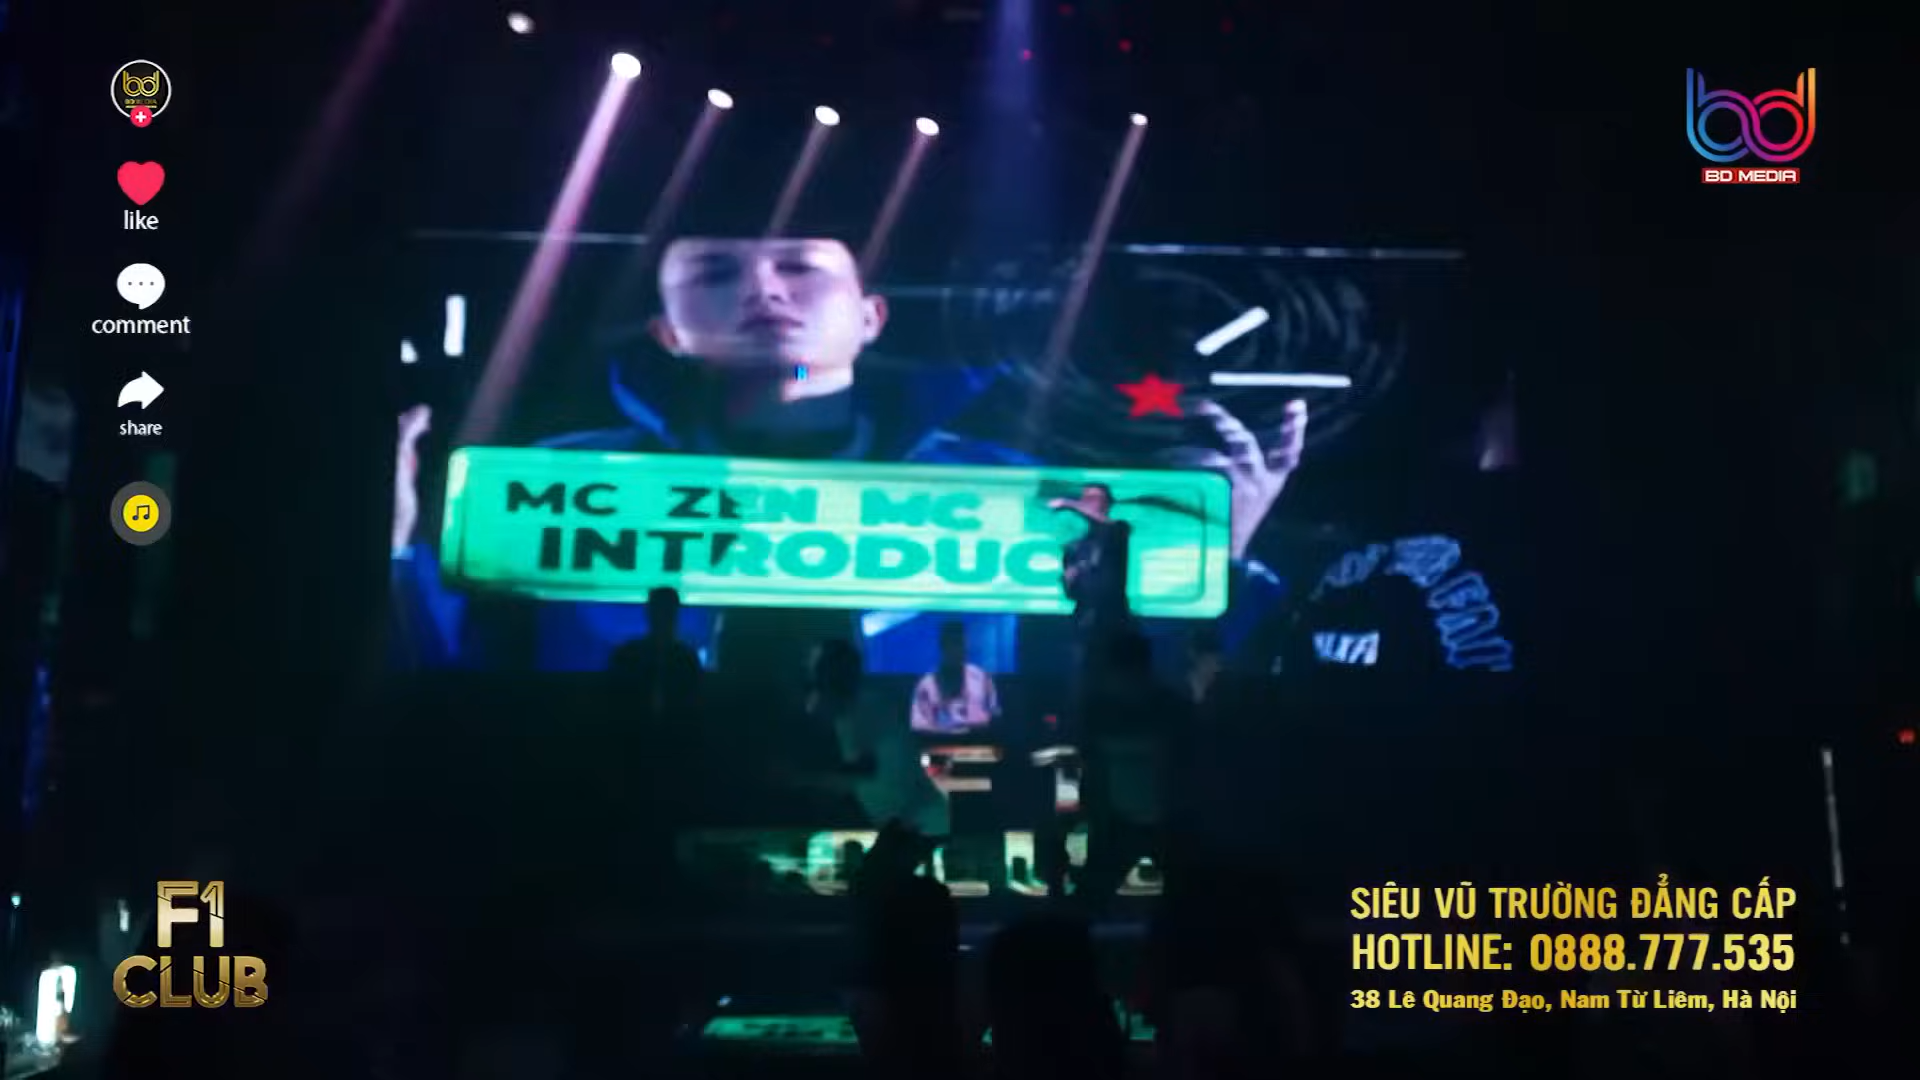 bd
BD MEDIA
like
comment
share
MC ZEN MC
INTRODUC
F1
CLUB
SIÊU VŨ TRƯỜNG ĐẲNG CẤP
HOTLINE: 0888.777.535
38 Lê Quang Đạo, Nam Từ Liêm, Hà Nội